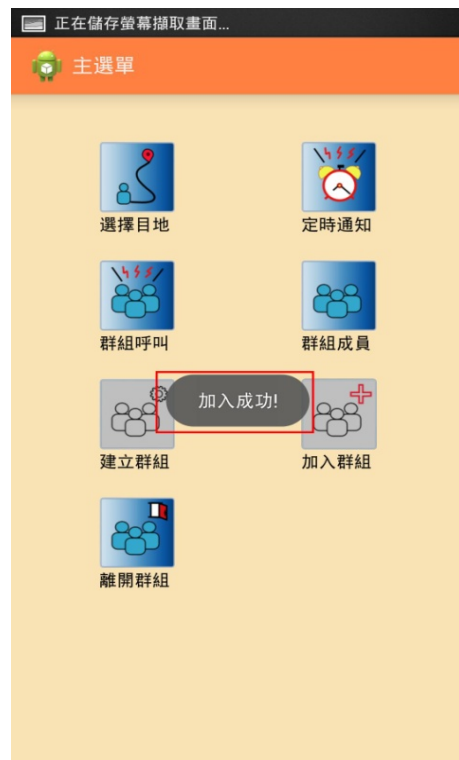 正在儲存螢幕擷取畫面...
主選單
選擇目地
定時通知
群組呼叫
群組成員
加入成功!
建立群組
加入群組
離開群組